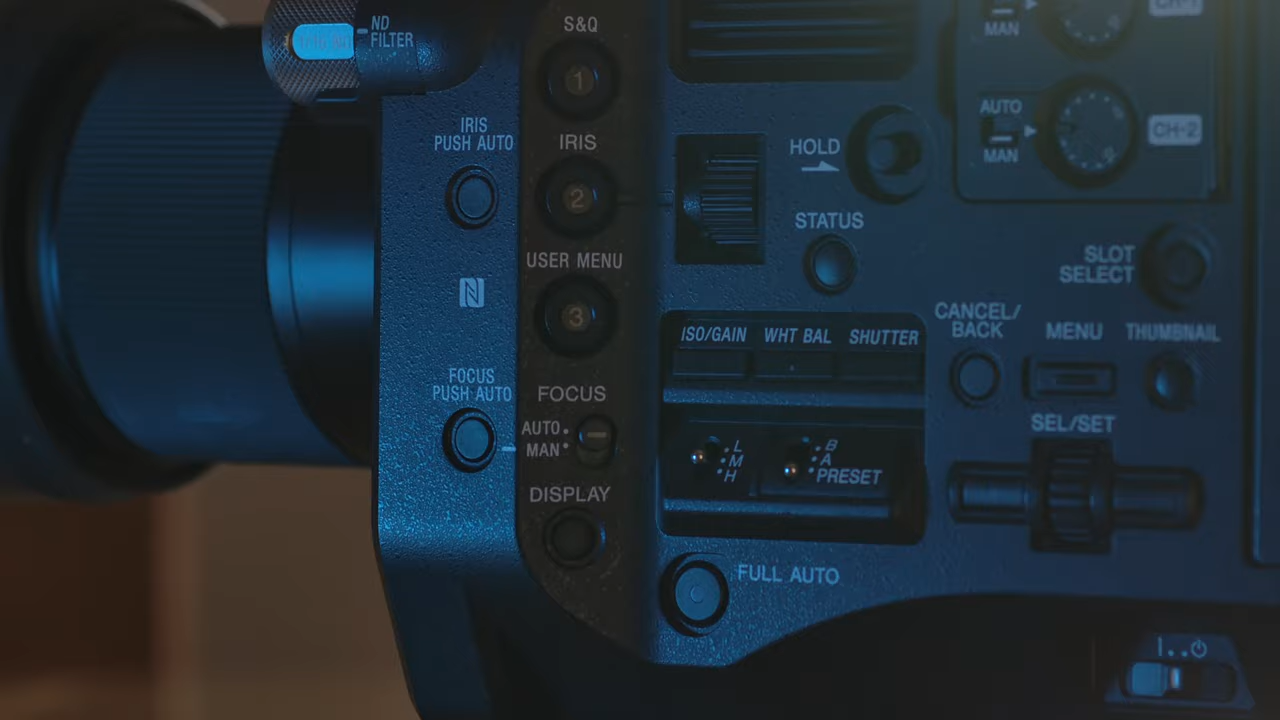 ND
FILTER
S&Q
1
IRIS
PUSH AUTO
IRIS
2
USER MENU
3
FOCUS
PUSH AUTO
FOCUS
AUTO
MAN
DISPLAY
HOLD
STATUS
ISO/GAIN WHT BAL SHUTTER
L
M
H
B
A
PRESET
FULL AUTO
MAN
CH-1
AUTO
MAN
CH-2
SLOT
SELECT
CANCEL/
BACK
MENU
THUMBNAIL
SEL/SET